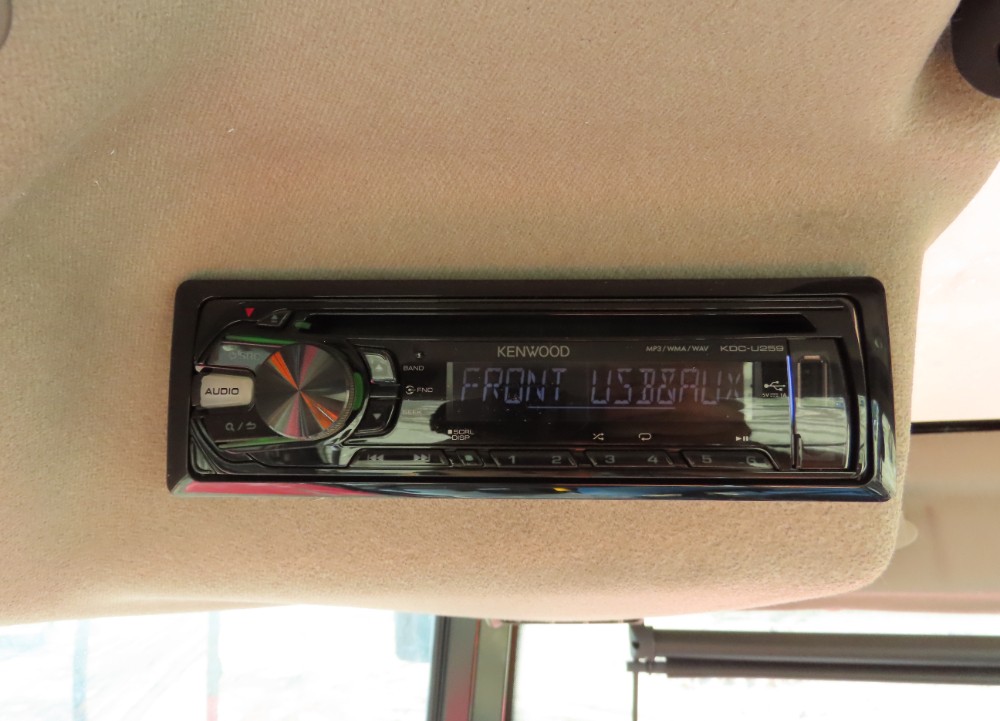 KENWOOD
MP3/WMA/WAV KDC-U259
BAND
FNC
FRONT USB&AUX
AUDIO
SCRL
DISP
1 2 3 4 5 6